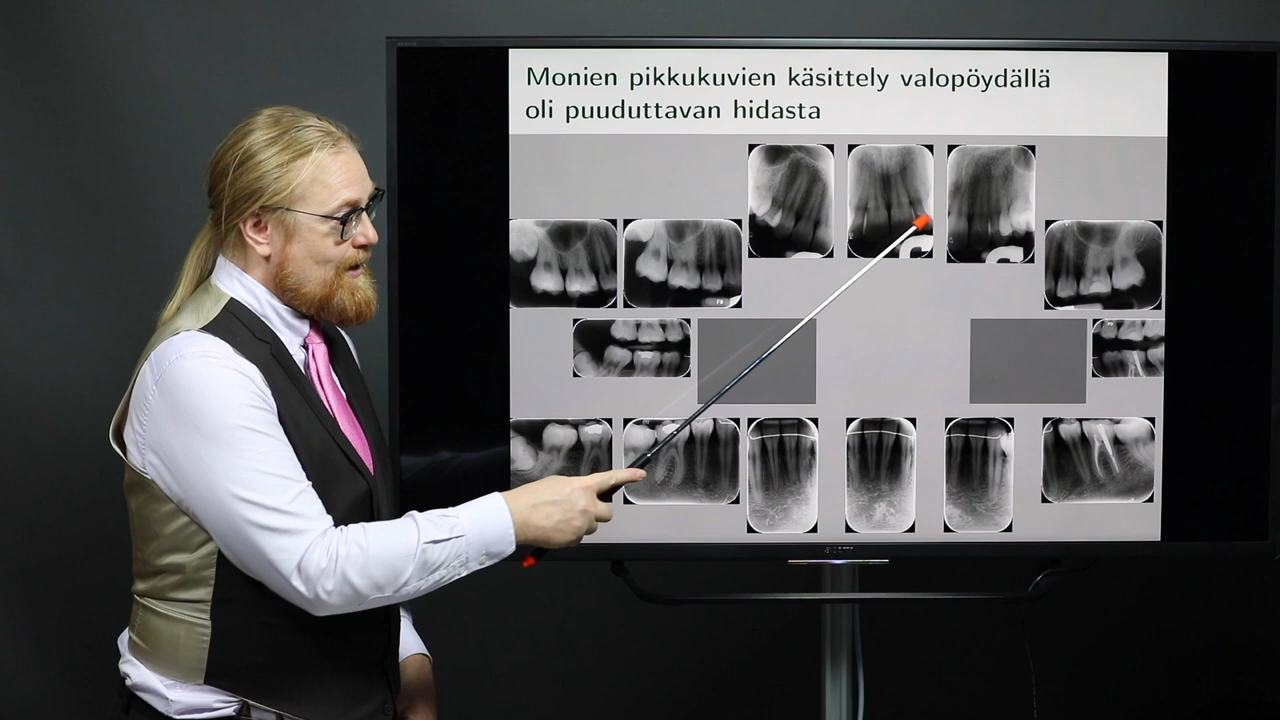 Monien pikkukuvien käsittely valopöydällä
oli puuduttavan hidasta